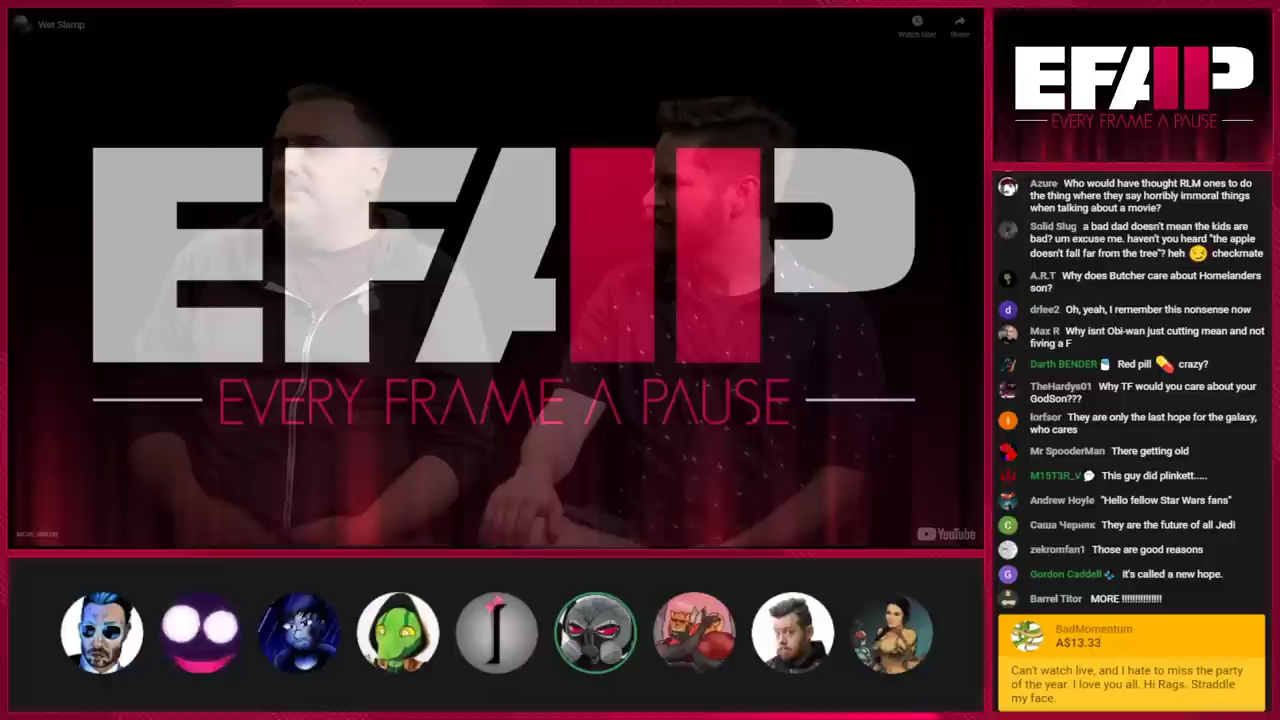 Wet Slamp
Watch later
Share
EFAP
EVERY FRAME A PAUSE
MORE VIDEOS
YouTube
EFAP
EVERY FRAME A PAUSE
Azure Who would have thought RLM ones to do
the thing where they say horribly immoral things
when talking about a movie?
Solid Slug a bad dad doesn't mean the kids are
bad? um excuse me. haven't you heard "the apple
doesn't fall far from the tree"? heh 😏 checkmate
A.R.T Why does Butcher care about Homelanders
son?
drlee2 Oh, yeah, I remember this nonsense now
Max R Why isnt Obi-wan just cutting mean and not
fiving a F
Darth BENDER Red pill 💊 crazy?
TheHardys01 Why TF would you care about your
GodSon???
lorfsor They are only the last hope for the galaxy,
who cares
Mr SpooderMan There getting old
M15T3R_V This guy did plinkett.....
Andrew Hoyle "Hello fellow Star Wars fans"
Саша Черняк They are the future of all Jedi
zekromfan1 Those are good reasons
Gordon Caddell it's called a new hope.
Barrel Titor MORE !!!!!!!!!!!!!!!
BadMomentum
A$13.33
Can't watch live, and I hate to miss the party
of the year. I love you all. Hi Rags. Straddle
my face.